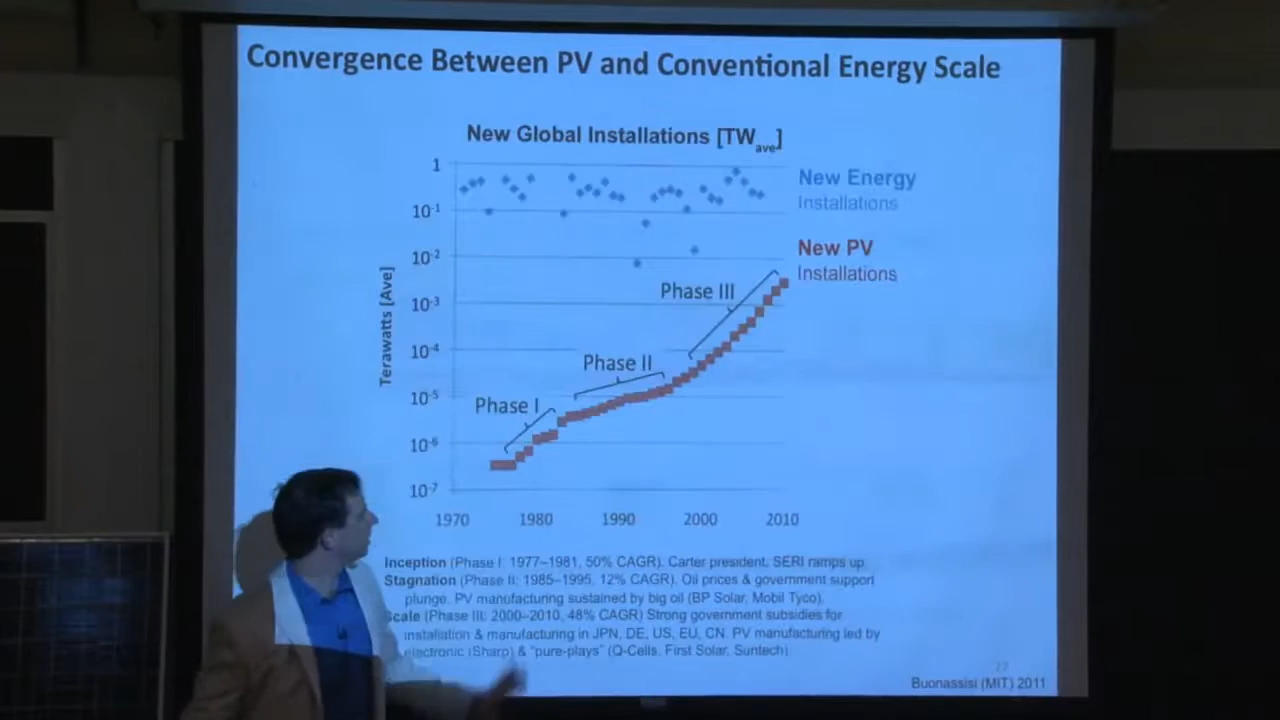 Convergence Between PV and Conventional Energy Scale
New Global Installations [TWave]
1
10-1
10-2
10-3
10-4
10-5
10-6
10-7
Terawatts [Ave]
New Energy
Installations
New PV
Installations
Phase III
Phase II
Phase I
1970 1980 1990 2000 2010
Inception (Phase I: 1977–1981, 50% CAGR). Carter president, SERI ramps up.
Stagnation (Phase II: 1985–1995, 12% CAGR). Oil prices & government support
plunge. PV manufacturing sustained by big oil (BP Solar, Mobil Tyco).
Scale (Phase III: 2000–2010, 48% CAGR) Strong government subsidies for
installation & manufacturing in JPN, DE, US, EU, CN. PV manufacturing led by
electronic (Sharp) & "pure-plays" (Q-Cells, First Solar, Suntech).
Buonassisi (MIT) 2011